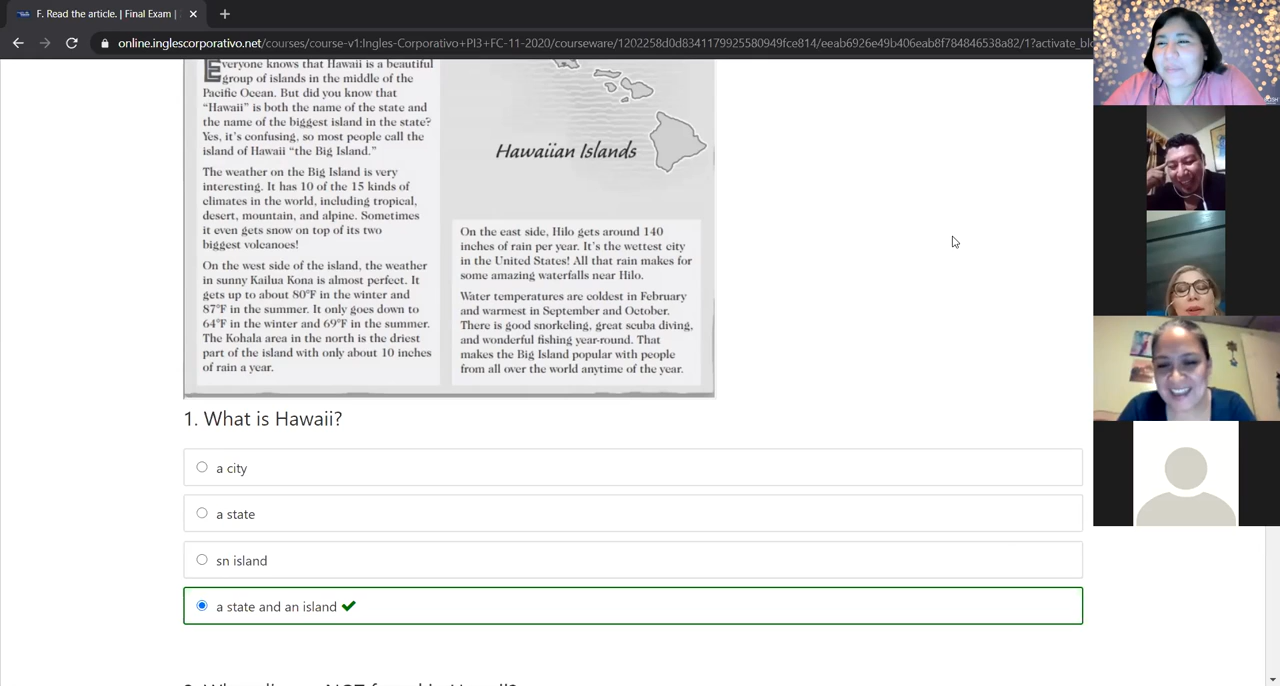 F. Read the article. | Final Exam |
online.inglescorporativo.net/courses/course-v1:Ingles-Corporativo+PI3+FC-11-2020/courseware/1202258d0d8341179925580949fce814/eeab6926e49b406eab8f784846538a82/1?activate_blo
Everyone knows that Hawaii is a beautiful
group of islands in the middle of the
Pacific Ocean. But did you know that
“Hawaii” is both the name of the state and
the name of the biggest island in the state?
Yes, it’s confusing, so most people call the
island of Hawaii “the Big Island.”
The weather on the Big Island is very
interesting. It has 10 of the 15 kinds of
climates in the world, including tropical,
desert, mountain, and alpine. Sometimes
it even gets snow on top of its two
biggest volcanoes!
On the west side of the island, the weather
in sunny Kailua Kona is almost perfect. It
gets up to about 80°F in the winter and
87°F in the summer. It only goes down to
64°F in the winter and 69°F in the summer.
The Kohala area in the north is the driest
part of the island with only about 10 inches
of rain a year.
Hawaiian Islands
On the east side, Hilo gets around 140
inches of rain per year. It’s the wettest city
in the United States! All that rain makes for
some amazing waterfalls near Hilo.
Water temperatures are coldest in February
and warmest in September and October.
There is good snorkeling, great scuba diving,
and wonderful fishing year-round. That
makes the Big Island popular with people
from all over the world anytime of the year.
1. What is Hawaii?
a city
a state
sn island
a state and an island